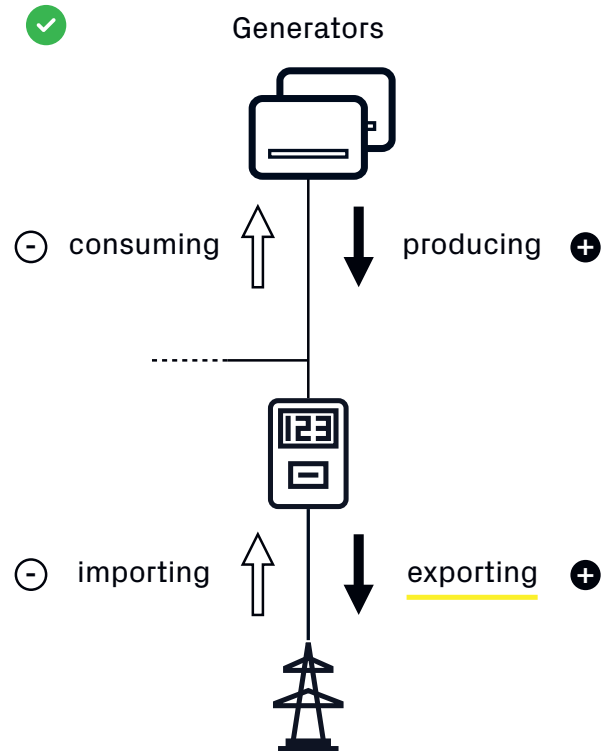 Generators
- consuming producing +
123
- importing exporting +